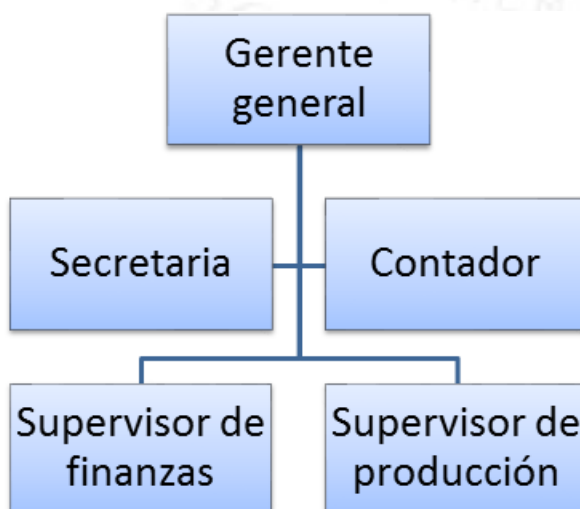 Gerente
general
Secretaria
Contador
Supervisor de
finanzas
Supervisor de
producción